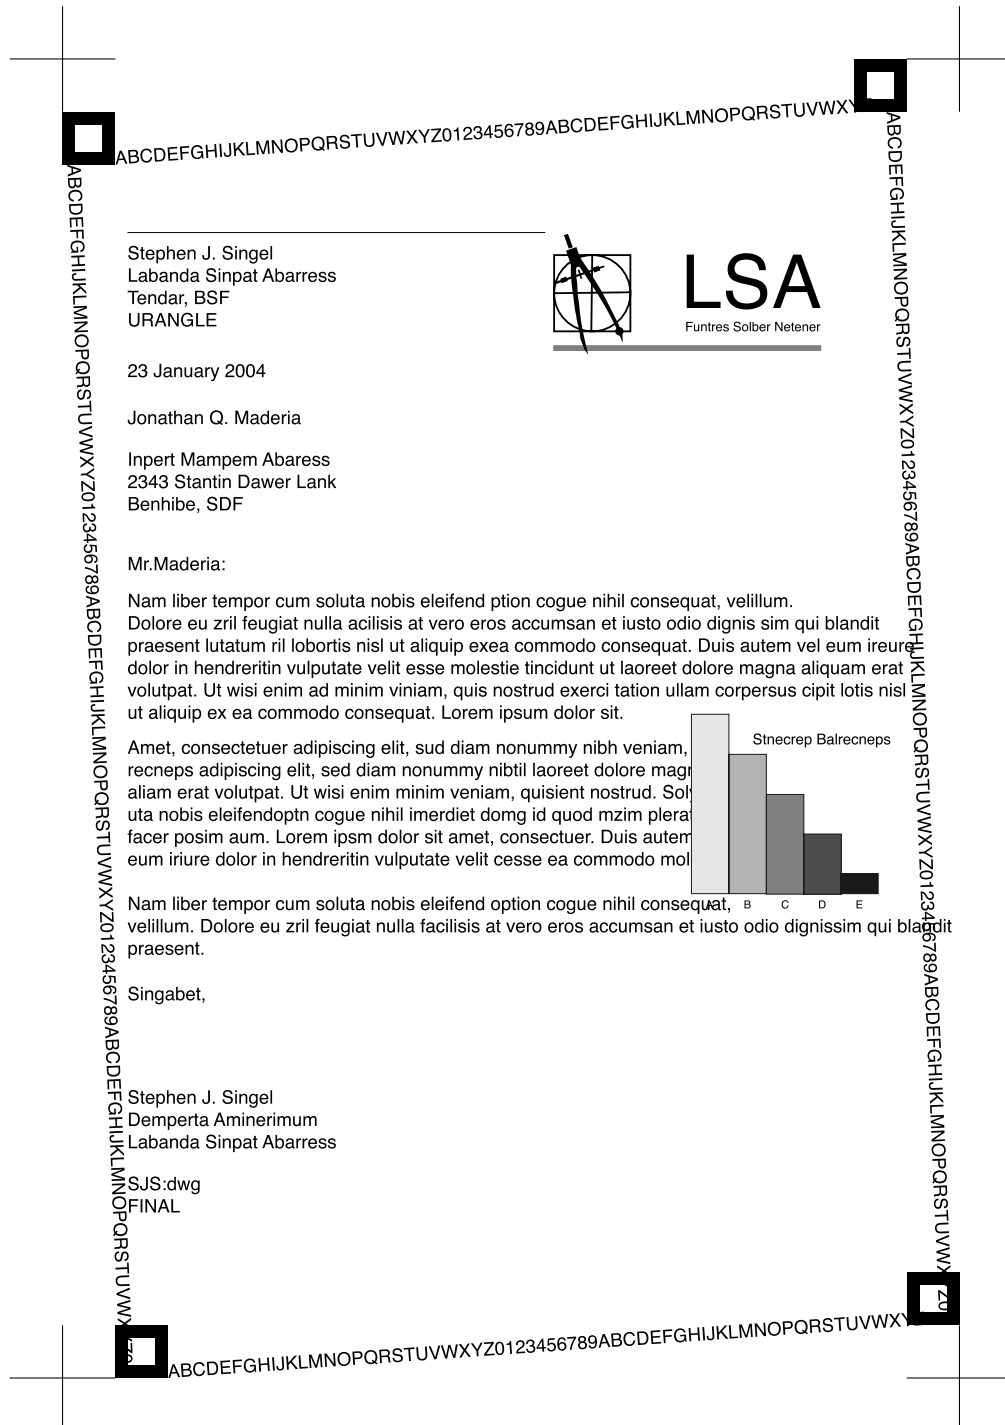 ABCDEFGHIJKLMNOPQRSTUVWXYZ0123456789ABCDEFGHIJKLMNOPQRSTUVWXY
ABCDEFGHIJKLMNOPQRSTUVWXYZ0123456789ABCDEFGHIJKLMNOPQRSTUVWXYZ0123456789ABCDEFGHIJKLMNOPQRSTUVWX
Stephen J. Singel
Labanda Sinpat Abarress
Tendar, BSF
URANGLE
LSA
Funtres Solber Netener
23 January 2004
Jonathan Q. Maderia
Inpert Mampem Abaress
2343 Stantin Dawer Lank
Benhibe, SDF
Mr.Maderia:
Nam liber tempor cum soluta nobis eleifend ption cogue nihil consequat, velillum.
Dolore eu zril feugiat nulla acilisis at vero eros accumsan et iusto odio dignis sim qui blandit
praesent lutatum ril lobortis nisl ut aliquip exea commodo consequat. Duis autem vel eum ireure
dolor in hendreritin vulputate velit esse molestie tincidunt ut laoreet dolore magna aliquam erat
volutpat. Ut wisi enim ad minim viniam, quis nostrud exerci tation ullam corpersus cipit lotis nisl
ut aliquip ex ea commodo consequat. Lorem ipsum dolor sit.
Amet, consectetuer adipiscing elit, sud diam nonummy nibh veniam,
recneps adipiscing elit, sed diam nonummy nibtil laoreet dolore
aliam erat volutpat. Ut wisi enim minim veniam, quisient nostrud.
uta nobis eleifendoptn cogue nihil imerdiet domg id quod mzim
facer posim aum. Lorem ipsm dolor sit amet, consectuer. Duis autem
eum iriure dolor in hendreritin vulputate velit cesse ea commodo
Stnecrep Balrecneps
A B C D E
Nam liber tempor cum soluta nobis eleifend option cogue nihil consequat,
velillum. Dolore eu zril feugiat nulla facilisis at vero eros accumsan et iusto odio dignissim qui blandit
praesent.
Singabet,
Stephen J. Singel
Demperta Aminerimum
Labanda Sinpat Abarress
SJS:dwg
FINAL
ABCDEFGHIJKLMNOPQRSTUVWXYZ0123456789ABCDEFGHIJKLMNOPQRSTUVWXYZ0123456789ABCDEFGHIJKLMNOPQRSTUVWX
ABCDEFGHIJKLMNOPQRSTUVWXYZ0123456789ABCDEFGHIJKLMNOPQRSTUVWXY